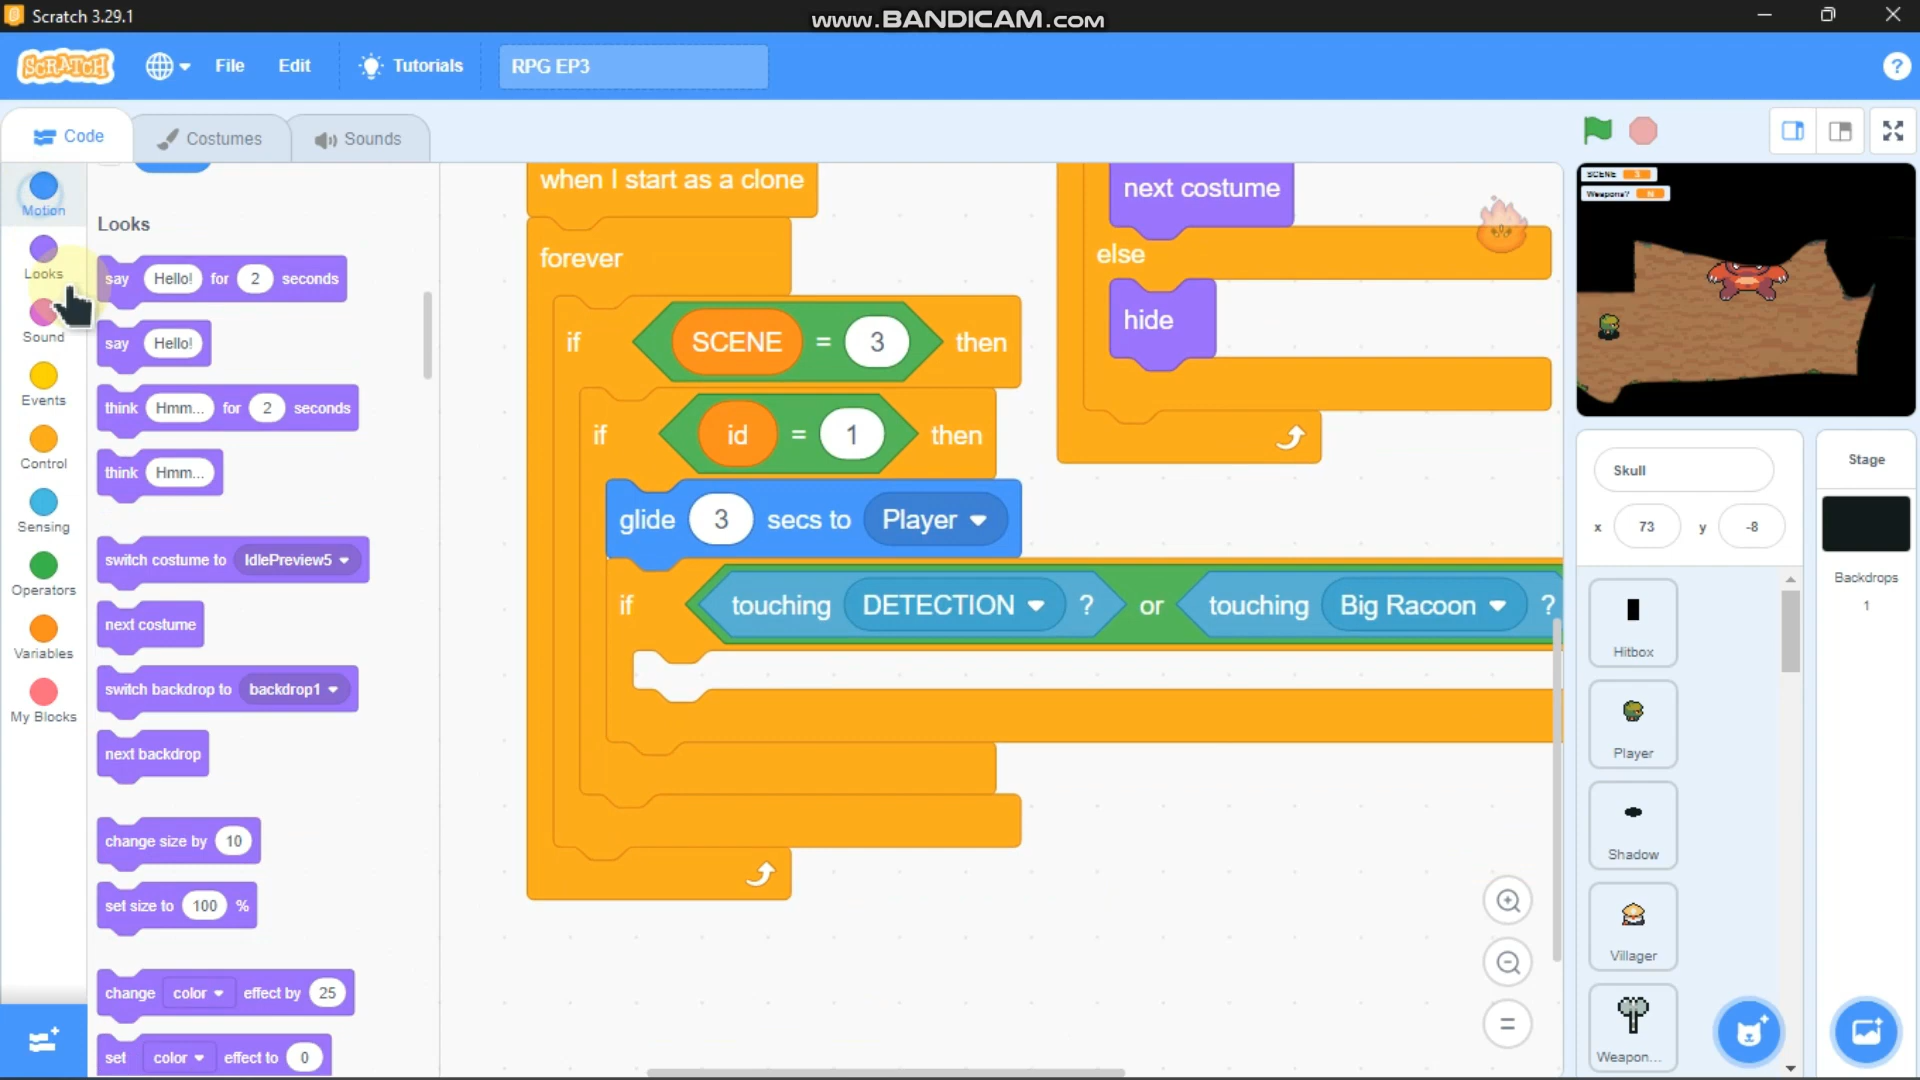 Scratch 3.29.1
www.BANDICAM.com
SCRATCH
File
Edit
Tutorials
RPG EP3
?
Code
Costumes
Sounds
Motion
Looks
Sound
Events
Control
Sensing
Operators
Variables
My Blocks
Looks
say Hello! for 2 seconds
say Hello!
think Hmm... for 2 seconds
think Hmm...
switch costume to IdlePreview5
next costume
switch backdrop to backdrop1
next backdrop
change size by 10
set size to 100 %
change color effect by 25
set color effect to 0
when I start as a clone
forever
if SCENE = 3 then
if id = 1 then
glide 3 secs to Player
if touching DETECTION ? or touching Big Racoon ?
next costume
else
hide
SCENE 3
Weapons?
Skull
x 73 y -8
Hitbox
Player
Shadow
Villager
Weapon...
Stage
Backdrops
1